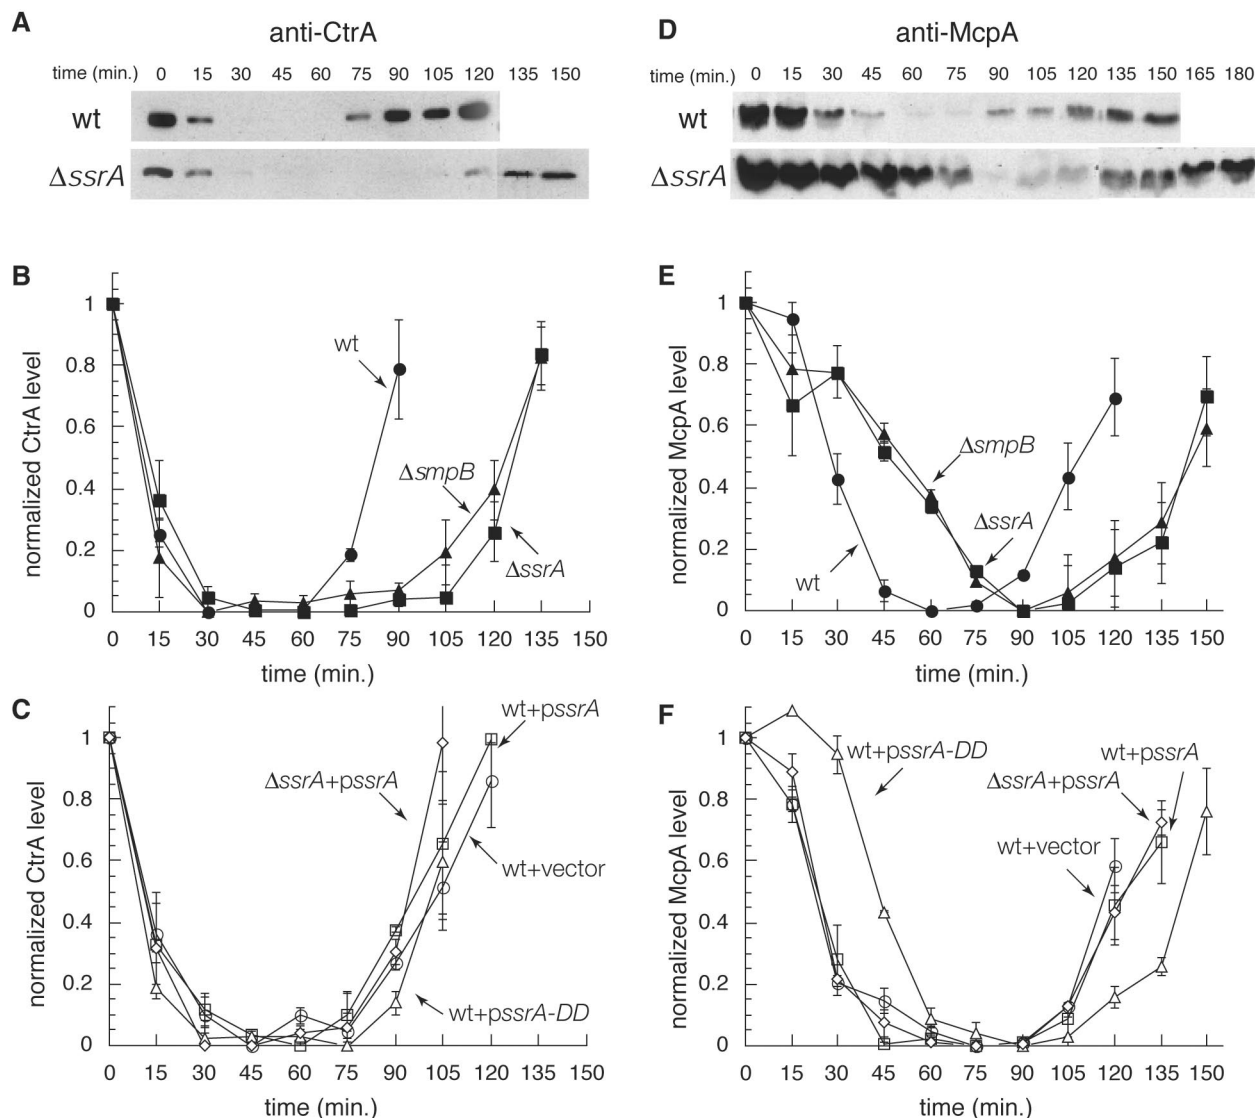 A
anti-CtrA
time (min.) 0 15 30 45 60 75 90 105 120 135 150
wt
ΔssrA
D
anti-McpA
time (min.) 0 15 30 45 60 75 90 105 120 135 150 165 180
wt
ΔssrA
B
normalized CtrA level
1
0.8
0.6
0.4
0.2
0
wt
ΔsmpB
ΔssrA
0 15 30 45 60 75 90 105 120 135 150
time (min.)
E
normalized McpA level
1
0.8
0.6
0.4
0.2
0
ΔsmpB
ΔssrA
wt
0 15 30 45 60 75 90 105 120 135 150
time (min.)
C
normalized CtrA level
1
0.8
0.6
0.4
0.2
0
wt+pssrA
ΔssrA+pssrA
wt+vector
wt+pssrA-DD
0 15 30 45 60 75 90 105 120 135 150
time (min.)
F
normalized McpA level
1
0.8
0.6
0.4
0.2
0
wt+pssrA-DD
wt+pssrA
ΔssrA+pssrA
wt+vector
0 15 30 45 60 75 90 105 120 135 150
time (min.)